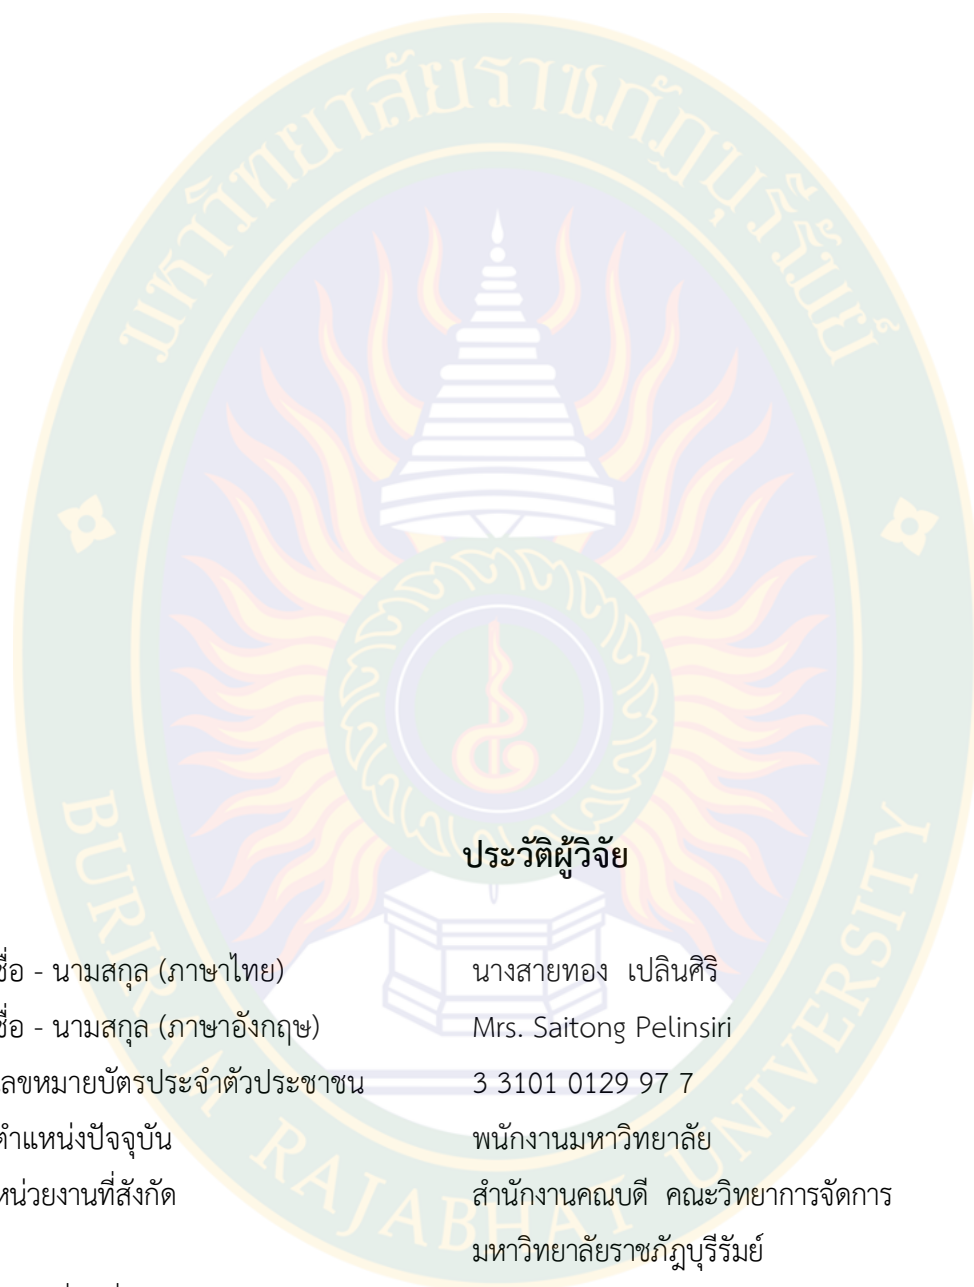 มหาวิทยาลัยราชภัฏบุรีรัมย์
ประวัติผู้วิจัย
ชื่อ - นามสกุล (ภาษาไทย) นางสายทอง เปลินศิริ
ชื่อ - นามสกุล (ภาษาอังกฤษ) Mrs. Saitong Pelinsiri
เลขหมายบัตรประจำตัวประชาชน 3 3101 0129 97 7
ตำแหน่งปัจจุบัน พนักงานมหาวิทยาลัย
หน่วยงานที่สังกัด สำนักงานคณบดี คณะวิทยาการจัดการ
มหาวิทยาลัยราชภัฏบุรีรัมย์
BURIRAM RAJABHAT UNIVERSITY